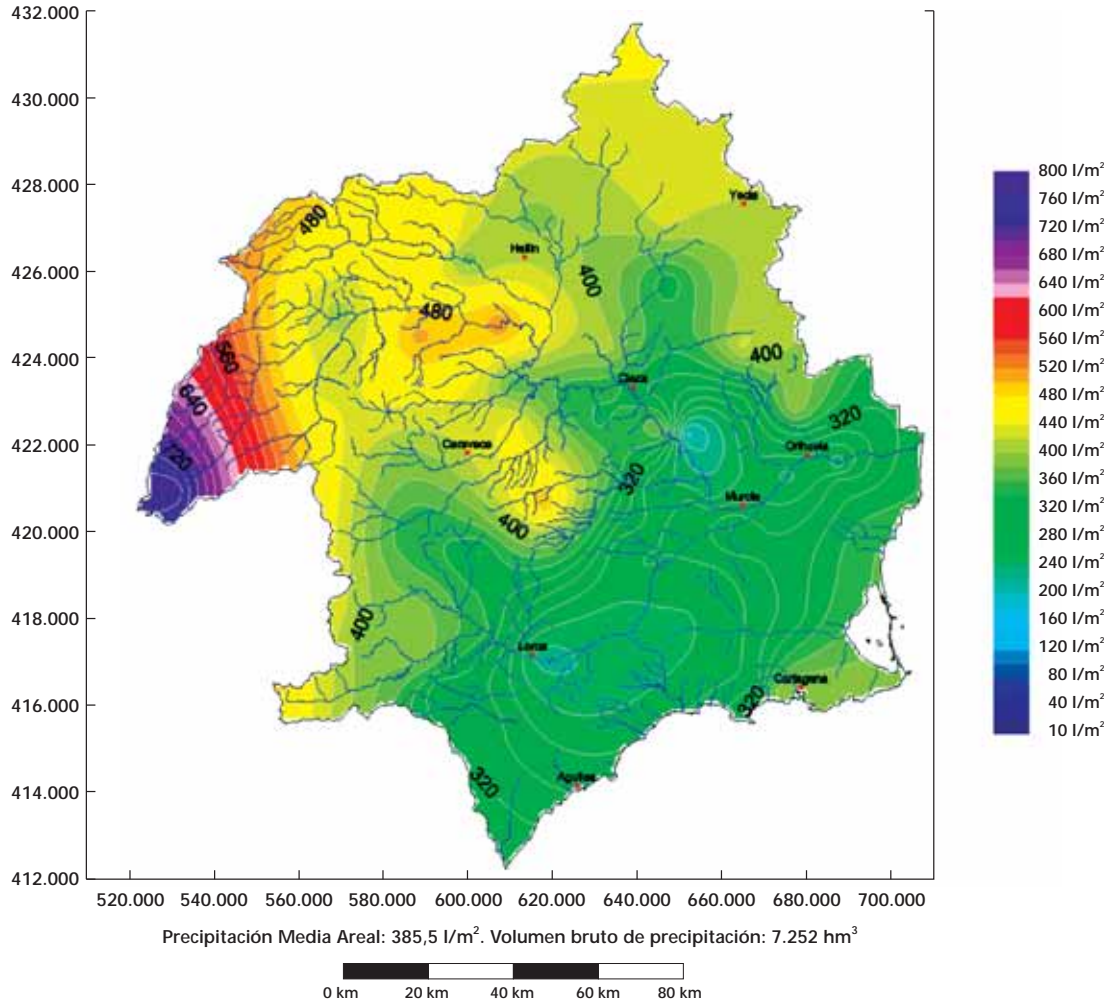 432.000
430.000
428.000
426.000
424.000
422.000
420.000
418.000
416.000
414.000
412.000
520.000 540.000 560.000 580.000 600.000 620.000 640.000 660.000 680.000 700.000
Yecla
480
Hellín
400
480
400
560
Cieza
640
320
Caravaca
Orihuela
720
320
Murcia
400
400
Lorca
Cartagena
320
320
Aguilas
800 l/m²
760 l/m²
720 l/m²
680 l/m²
640 l/m²
600 l/m²
560 l/m²
520 l/m²
480 l/m²
440 l/m²
400 l/m²
360 l/m²
320 l/m²
280 l/m²
240 l/m²
200 l/m²
160 l/m²
120 l/m²
80 l/m²
40 l/m²
10 l/m²
Precipitación Media Areal: 385,5 l/m². Volumen bruto de precipitación: 7.252 hm³
0 km 20 km 40 km 60 km 80 km